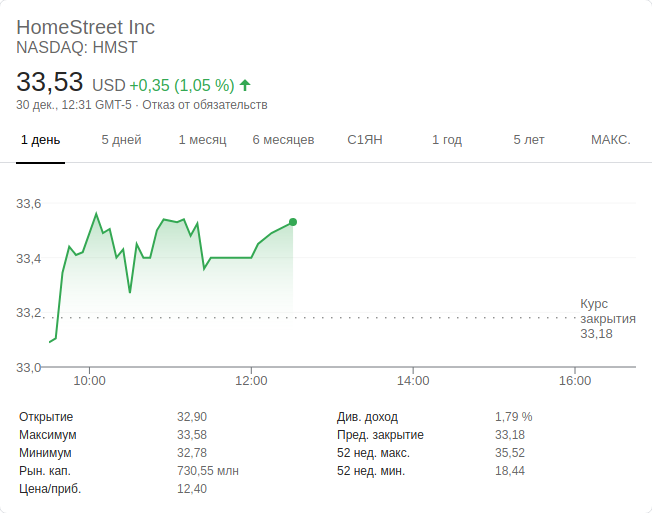 HomeStreet Inc
NASDAQ: HMST
33,53 USD +0,35 (1,05 %)
30 дек., 12:31 GMT-5 · Отказ от обязательств
1 день 5 дней 1 месяц 6 месяцев С1ЯН 1 год 5 лет МАКС.
33,6
33,4
33,2
33,0
Курс
закрытия
33,18
10:00 12:00 14:00 16:00
Открытие 32,90 Див. доход 1,79 %
Максимум 33,58 Пред. закрытие 33,18
Минимум 32,78 52 нед. макс. 35,52
Рын. кап. 730,55 млн 52 нед. мин. 18,44
Цена/приб. 12,40